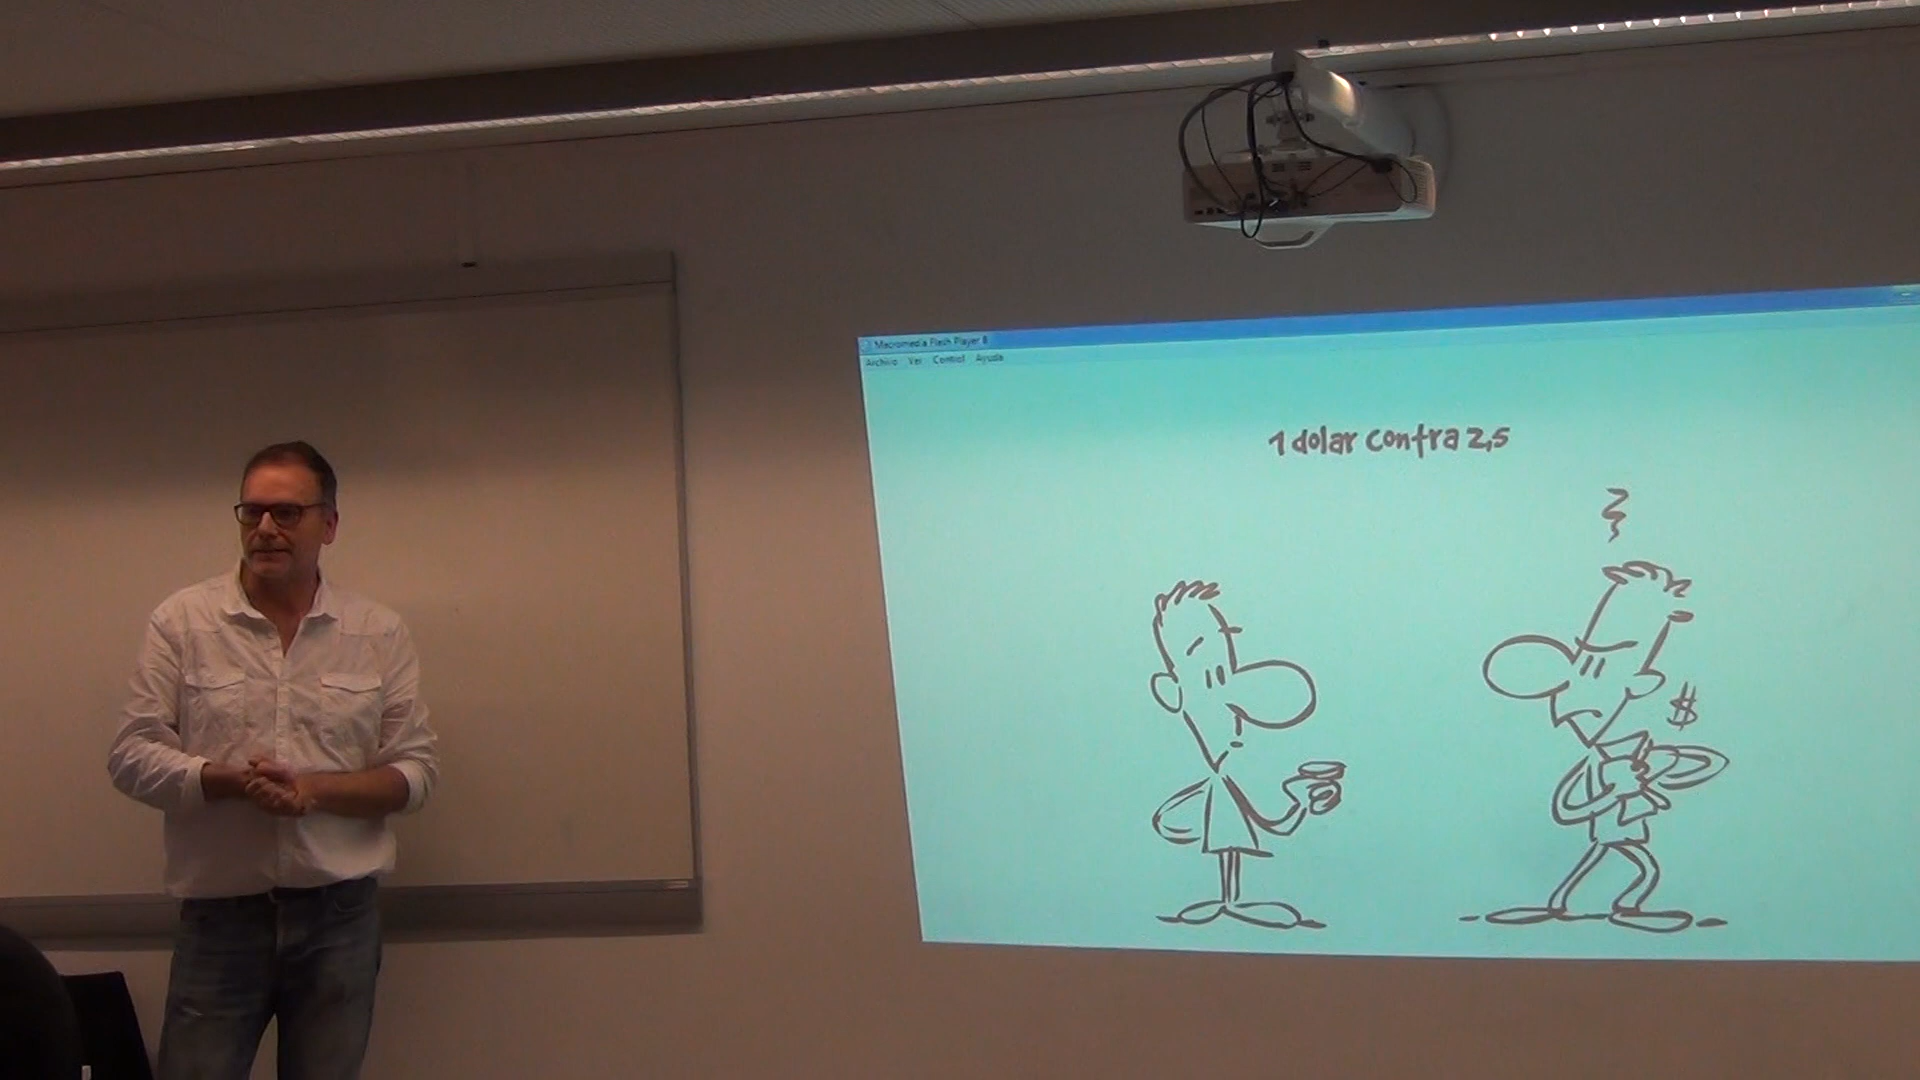 Macromedia Flash Player 8
Archivo Ver Control Ayuda
1 dolar contra 2,5
$